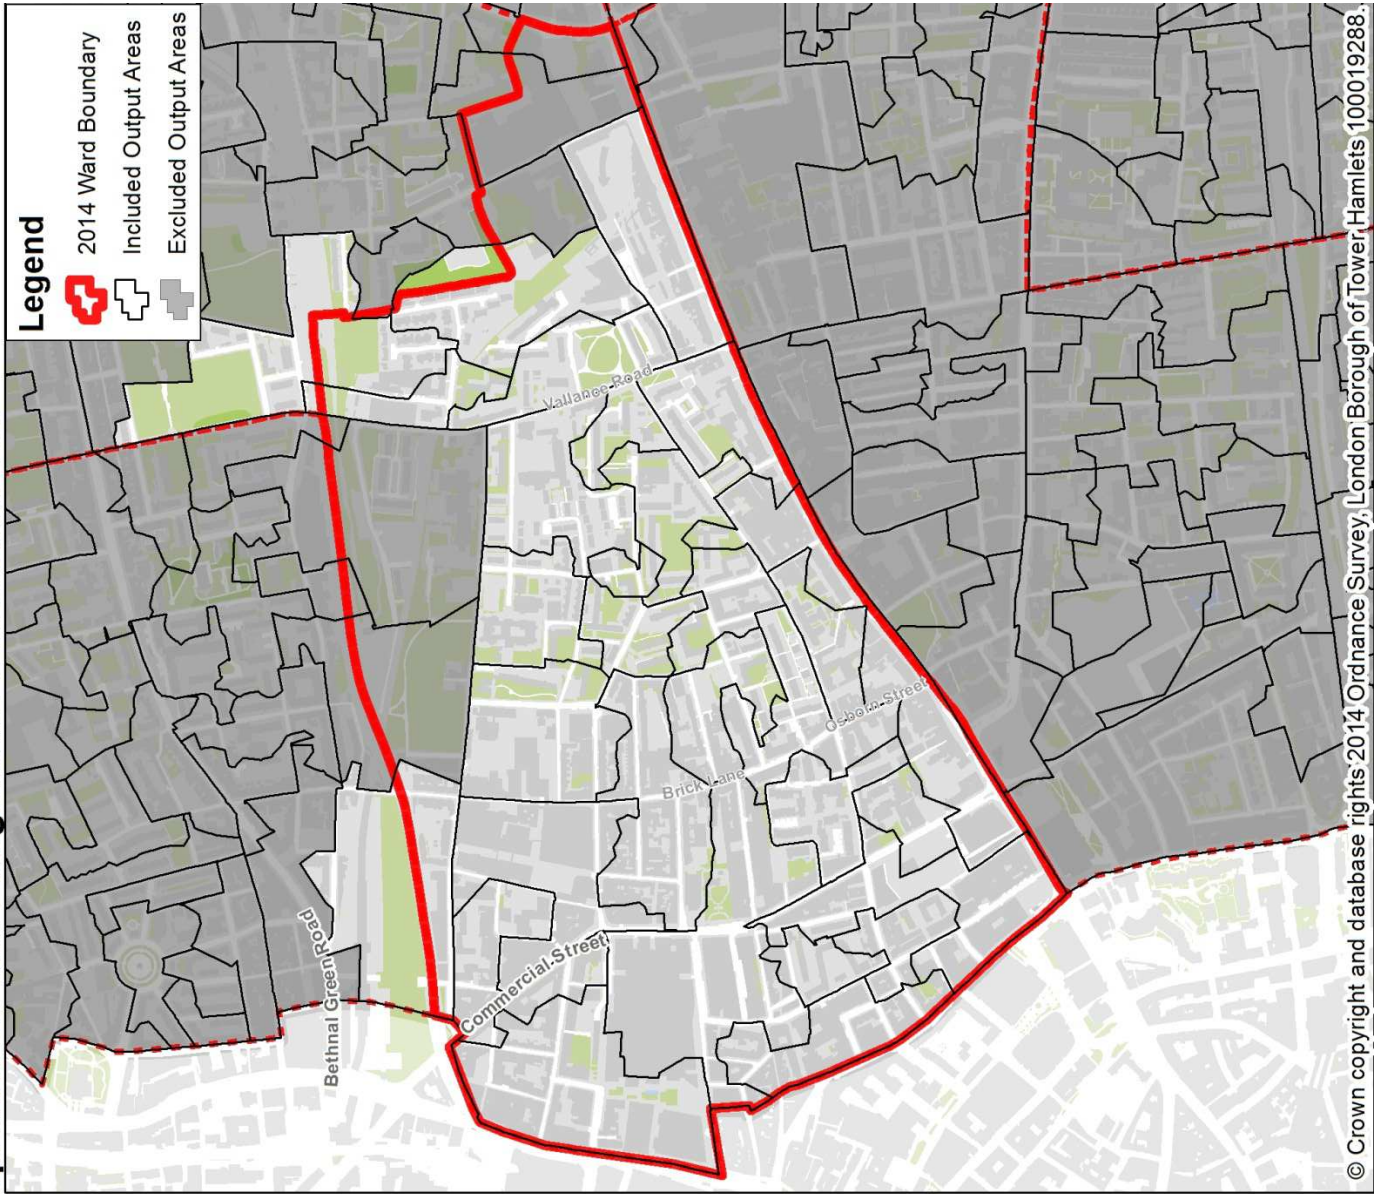 Legend
2014 Ward Boundary
Included Output Areas
Excluded Output Areas
Vallance Road
Osborn Street
Brick Lane
Commercial Street
Bethnal Green Road
© Crown copyright and database rights 2014 Ordnance Survey, London Borough of Tower Hamlets 100019288.